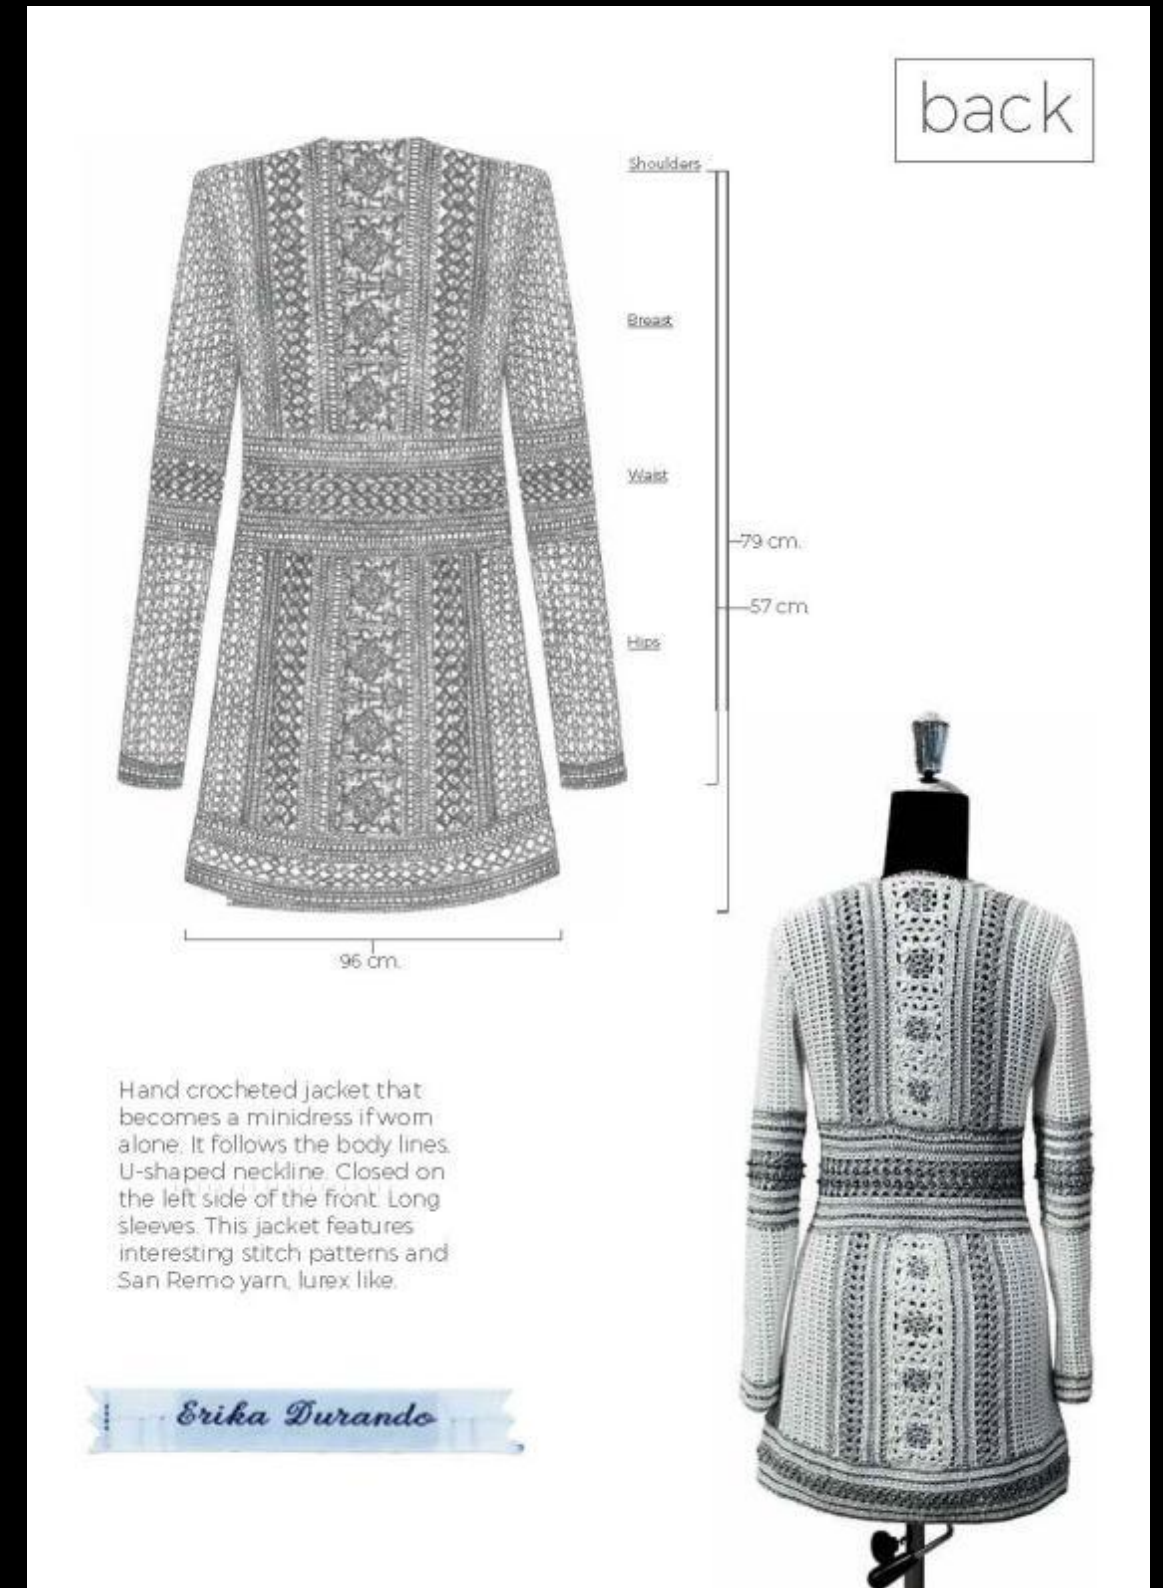 back
Shoulders
Breast
Waist
79 cm.
57 cm
Hips
96 cm.
Hand crocheted jacket that
becomes a minidress if worn
alone. It follows the body lines.
U-shaped neckline. Closed on
the left side of the front. Long
sleeves. This jacket features
interesting stitch patterns and
San Remo yarn, lurex like.
Erika Durando